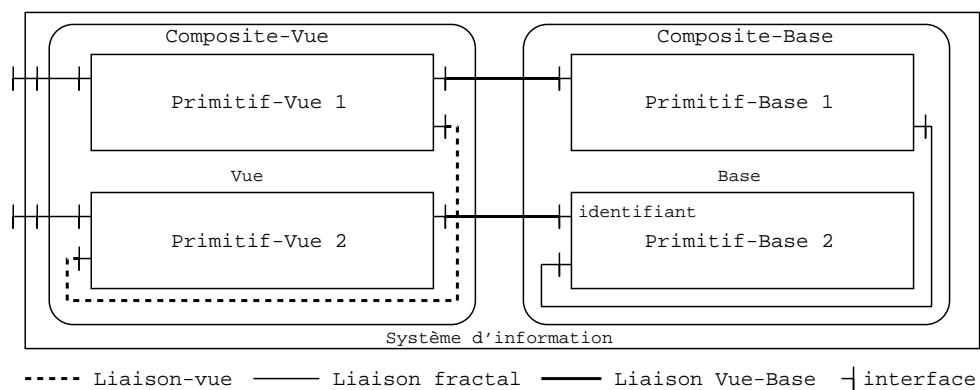 Composite-Vue
Composite-Base
Primitif-Vue 1
Primitif-Base 1
Vue
Base
identifiant
Primitif-Vue 2
Primitif-Base 2
Système d'information
Liaison-vue
Liaison fractal
Liaison Vue-Base
interface